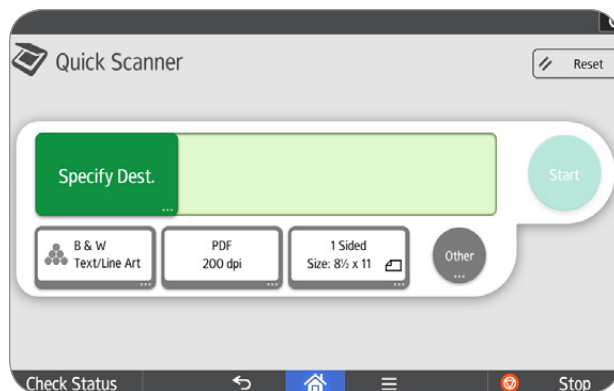 Quick Scanner
Reset
Specify Dest.
Start
B & W
Text/Line Art
PDF
200 dpi
1 Sided
Size: 8½ x 11
Other
Check Status
Stop